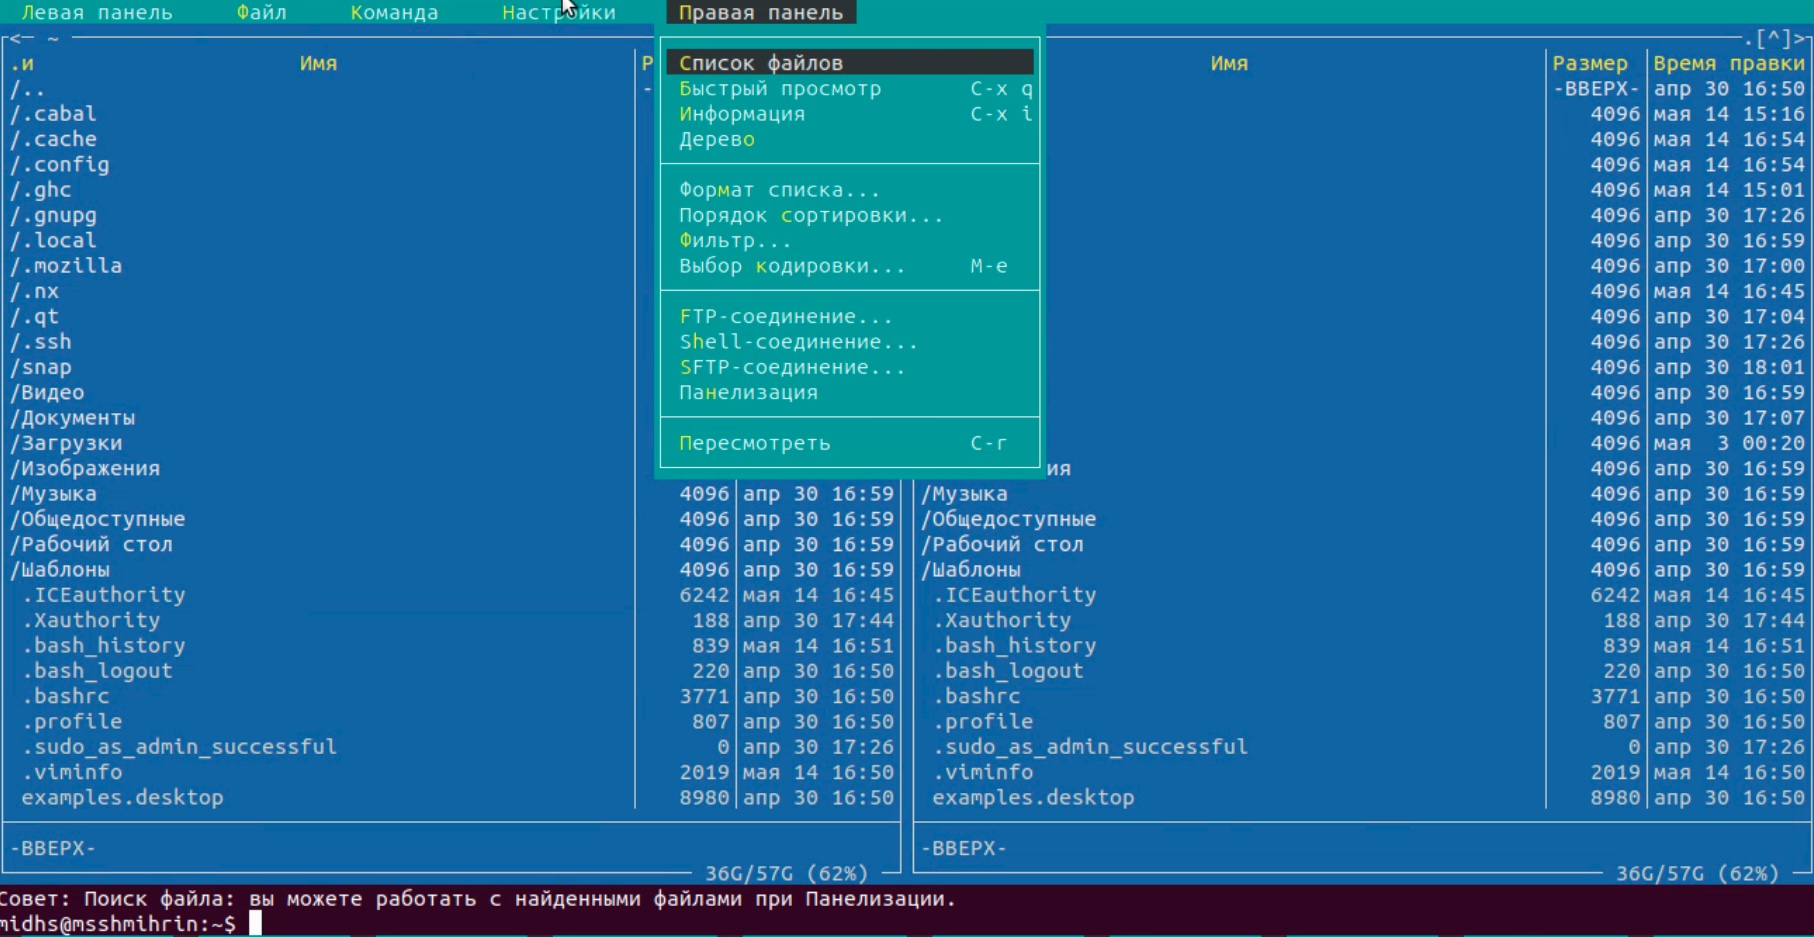 Левая панель Файл Команда Настройки Правая панель
<─ ~ .[^]>
.и Имя Р Список файлов Имя Размер Время правки
/.. - Быстрый просмотр C-x q -ВВЕРХ- апр 30 16:50
/.cabal Информация C-x i 4096 мая 14 15:16
/.cache Дерево 4096 мая 14 16:54
/.config 4096 мая 14 16:54
/.ghc Формат списка... 4096 мая 14 15:01
/.gnupg Порядок сортировки... 4096 апр 30 17:26
/.local Фильтр... 4096 апр 30 16:59
/.mozilla Выбор кодировки... M-e 4096 апр 30 17:00
/.nx 4096 мая 14 16:45
/.qt FTP-соединение... 4096 апр 30 17:04
/.ssh Shell-соединение... 4096 апр 30 17:26
/snap SFTP-соединение... 4096 апр 30 18:01
/Видео Панелизация 4096 апр 30 16:59
/Документы 4096 апр 30 17:07
/Загрузки Пересмотреть C-r 4096 мая 3 00:20
/Изображения ия 4096 апр 30 16:59
/Музыка 4096 апр 30 16:59 /Музыка 4096 апр 30 16:59
/Общедоступные 4096 апр 30 16:59 /Общедоступные 4096 апр 30 16:59
/Рабочий стол 4096 апр 30 16:59 /Рабочий стол 4096 апр 30 16:59
/Шаблоны 4096 апр 30 16:59 /Шаблоны 4096 апр 30 16:59
.ICEauthority 6242 мая 14 16:45 .ICEauthority 6242 мая 14 16:45
.Xauthority 188 апр 30 17:44 .Xauthority 188 апр 30 17:44
.bash_history 839 мая 14 16:51 .bash_history 839 мая 14 16:51
.bash_logout 220 апр 30 16:50 .bash_logout 220 апр 30 16:50
.bashrc 3771 апр 30 16:50 .bashrc 3771 апр 30 16:50
.profile 807 апр 30 16:50 .profile 807 апр 30 16:50
.sudo_as_admin_successful 0 апр 30 17:26 .sudo_as_admin_successful 0 апр 30 17:26
.viminfo 2019 мая 14 16:50 .viminfo 2019 мая 14 16:50
examples.desktop 8980 апр 30 16:50 examples.desktop 8980 апр 30 16:50
-ВВЕРХ- -ВВЕРХ-
36G/57G (62%) 36G/57G (62%)
Совет: Поиск файла: вы можете работать с найденными файлами при Панелизации.
midhs@msshmihrin:~$